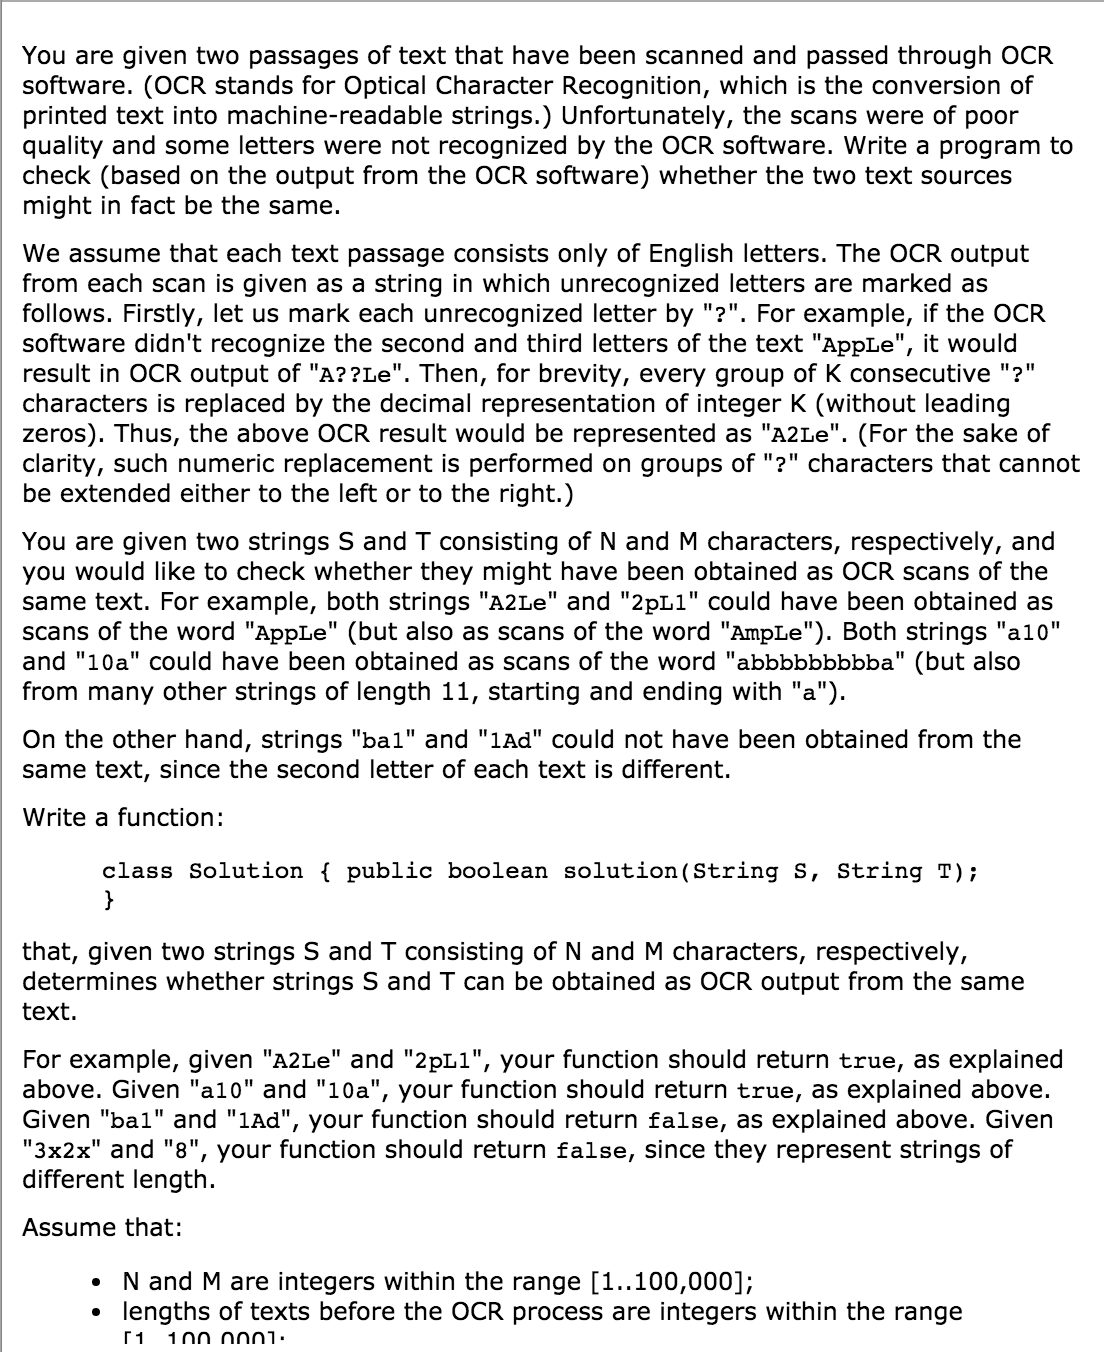 You are given two passages of text that have been scanned and passed through OCR
software. (OCR stands for Optical Character Recognition, which is the conversion of
printed text into machine-readable strings.) Unfortunately, the scans were of poor
quality and some letters were not recognized by the OCR software. Write a program to
check (based on the output from the OCR software) whether the two text sources
might in fact be the same.
We assume that each text passage consists only of English letters. The OCR output
from each scan is given as a string in which unrecognized letters are marked as
follows. Firstly, let us mark each unrecognized letter by "?". For example, if the OCR
software didn't recognize the second and third letters of the text "AppLe", it would
result in OCR output of "A??Le". Then, for brevity, every group of K consecutive "?"
characters is replaced by the decimal representation of integer K (without leading
zeros). Thus, the above OCR result would be represented as "A2Le". (For the sake of
clarity, such numeric replacement is performed on groups of "?" characters that cannot
be extended either to the left or to the right.)
You are given two strings S and T consisting of N and M characters, respectively, and
you would like to check whether they might have been obtained as OCR scans of the
same text. For example, both strings "A2Le" and "2pL1" could have been obtained as
scans of the word "AppLe" (but also as scans of the word "AmpLe"). Both strings "a10"
and "10a" could have been obtained as scans of the word "abbbbbbbbba" (but also
from many other strings of length 11, starting and ending with "a").
On the other hand, strings "ba1" and "1Ad" could not have been obtained from the
same text, since the second letter of each text is different.
Write a function:
class Solution { public boolean solution(String S, String T);
}
that, given two strings S and T consisting of N and M characters, respectively,
determines whether strings S and T can be obtained as OCR output from the same
text.
For example, given "A2Le" and "2pL1", your function should return true, as explained
above. Given "a10" and "10a", your function should return true, as explained above.
Given "ba1" and "1Ad", your function should return false, as explained above. Given
"3x2x" and "8", your function should return false, since they represent strings of
different length.
Assume that:
• N and M are integers within the range [1..100,000];
• lengths of texts before the OCR process are integers within the range
[1..100,000];